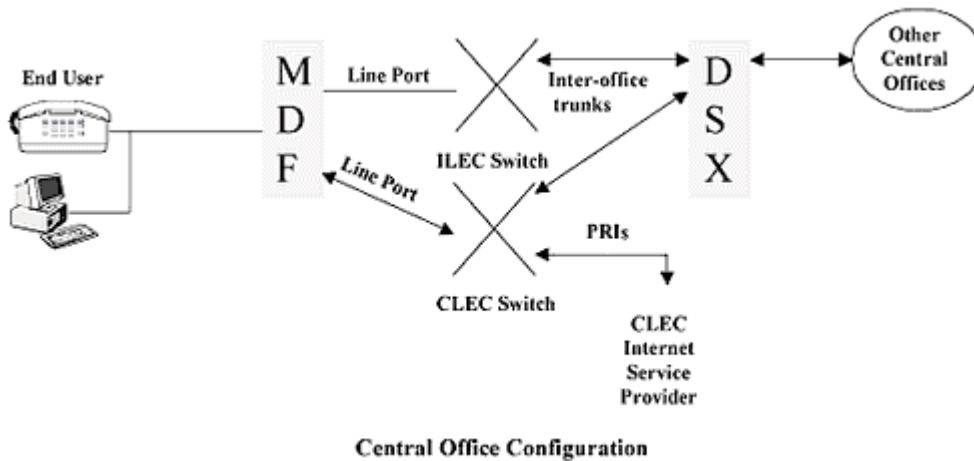 End User
M
D
F
Line Port
Inter-office
trunks
D
S
X
Other
Central
Offices
ILEC Switch
Line Port
PRIs
CLEC Switch
CLEC
Internet
Service
Provider
Central Office Configuration